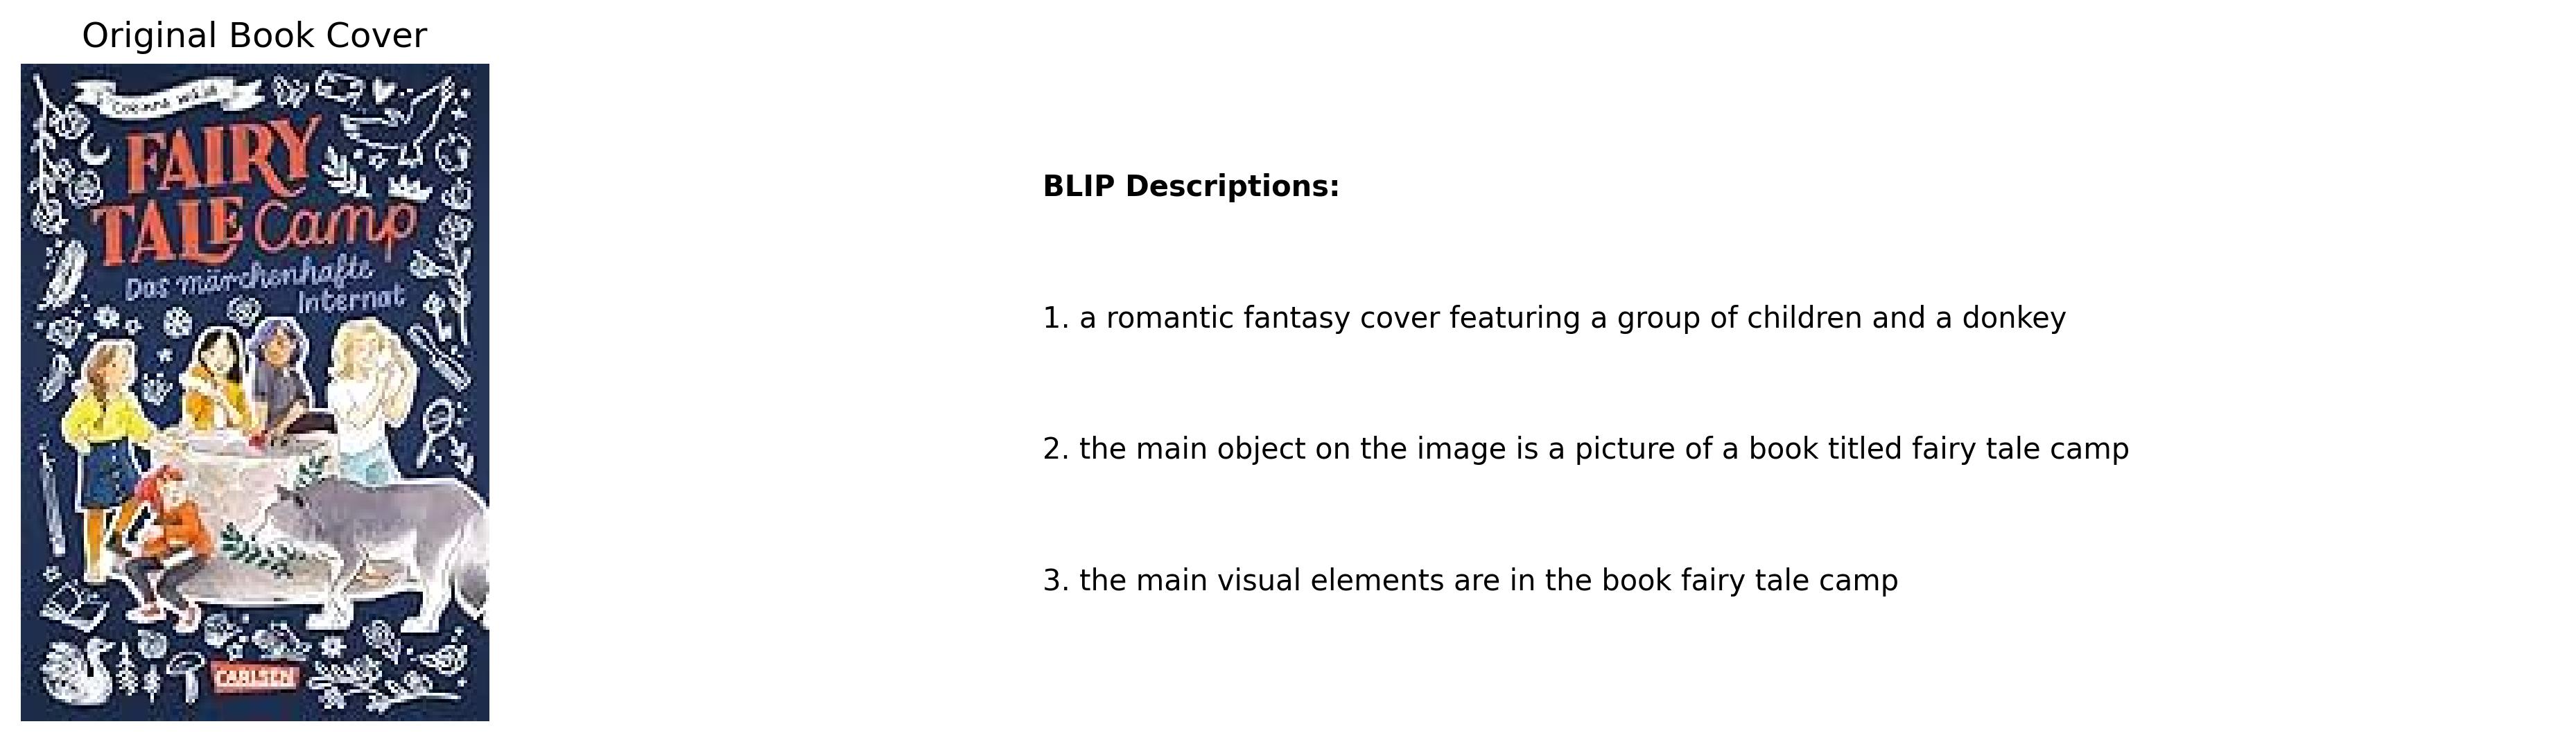 Original Book Cover
Corinna Wieja
FAIRY
TALE Camp
Das märchenhafte
Internat
CARLSEN
BLIP Descriptions:
1. a romantic fantasy cover featuring a group of children and a donkey
2. the main object on the image is a picture of a book titled fairy tale camp
3. the main visual elements are in the book fairy tale camp